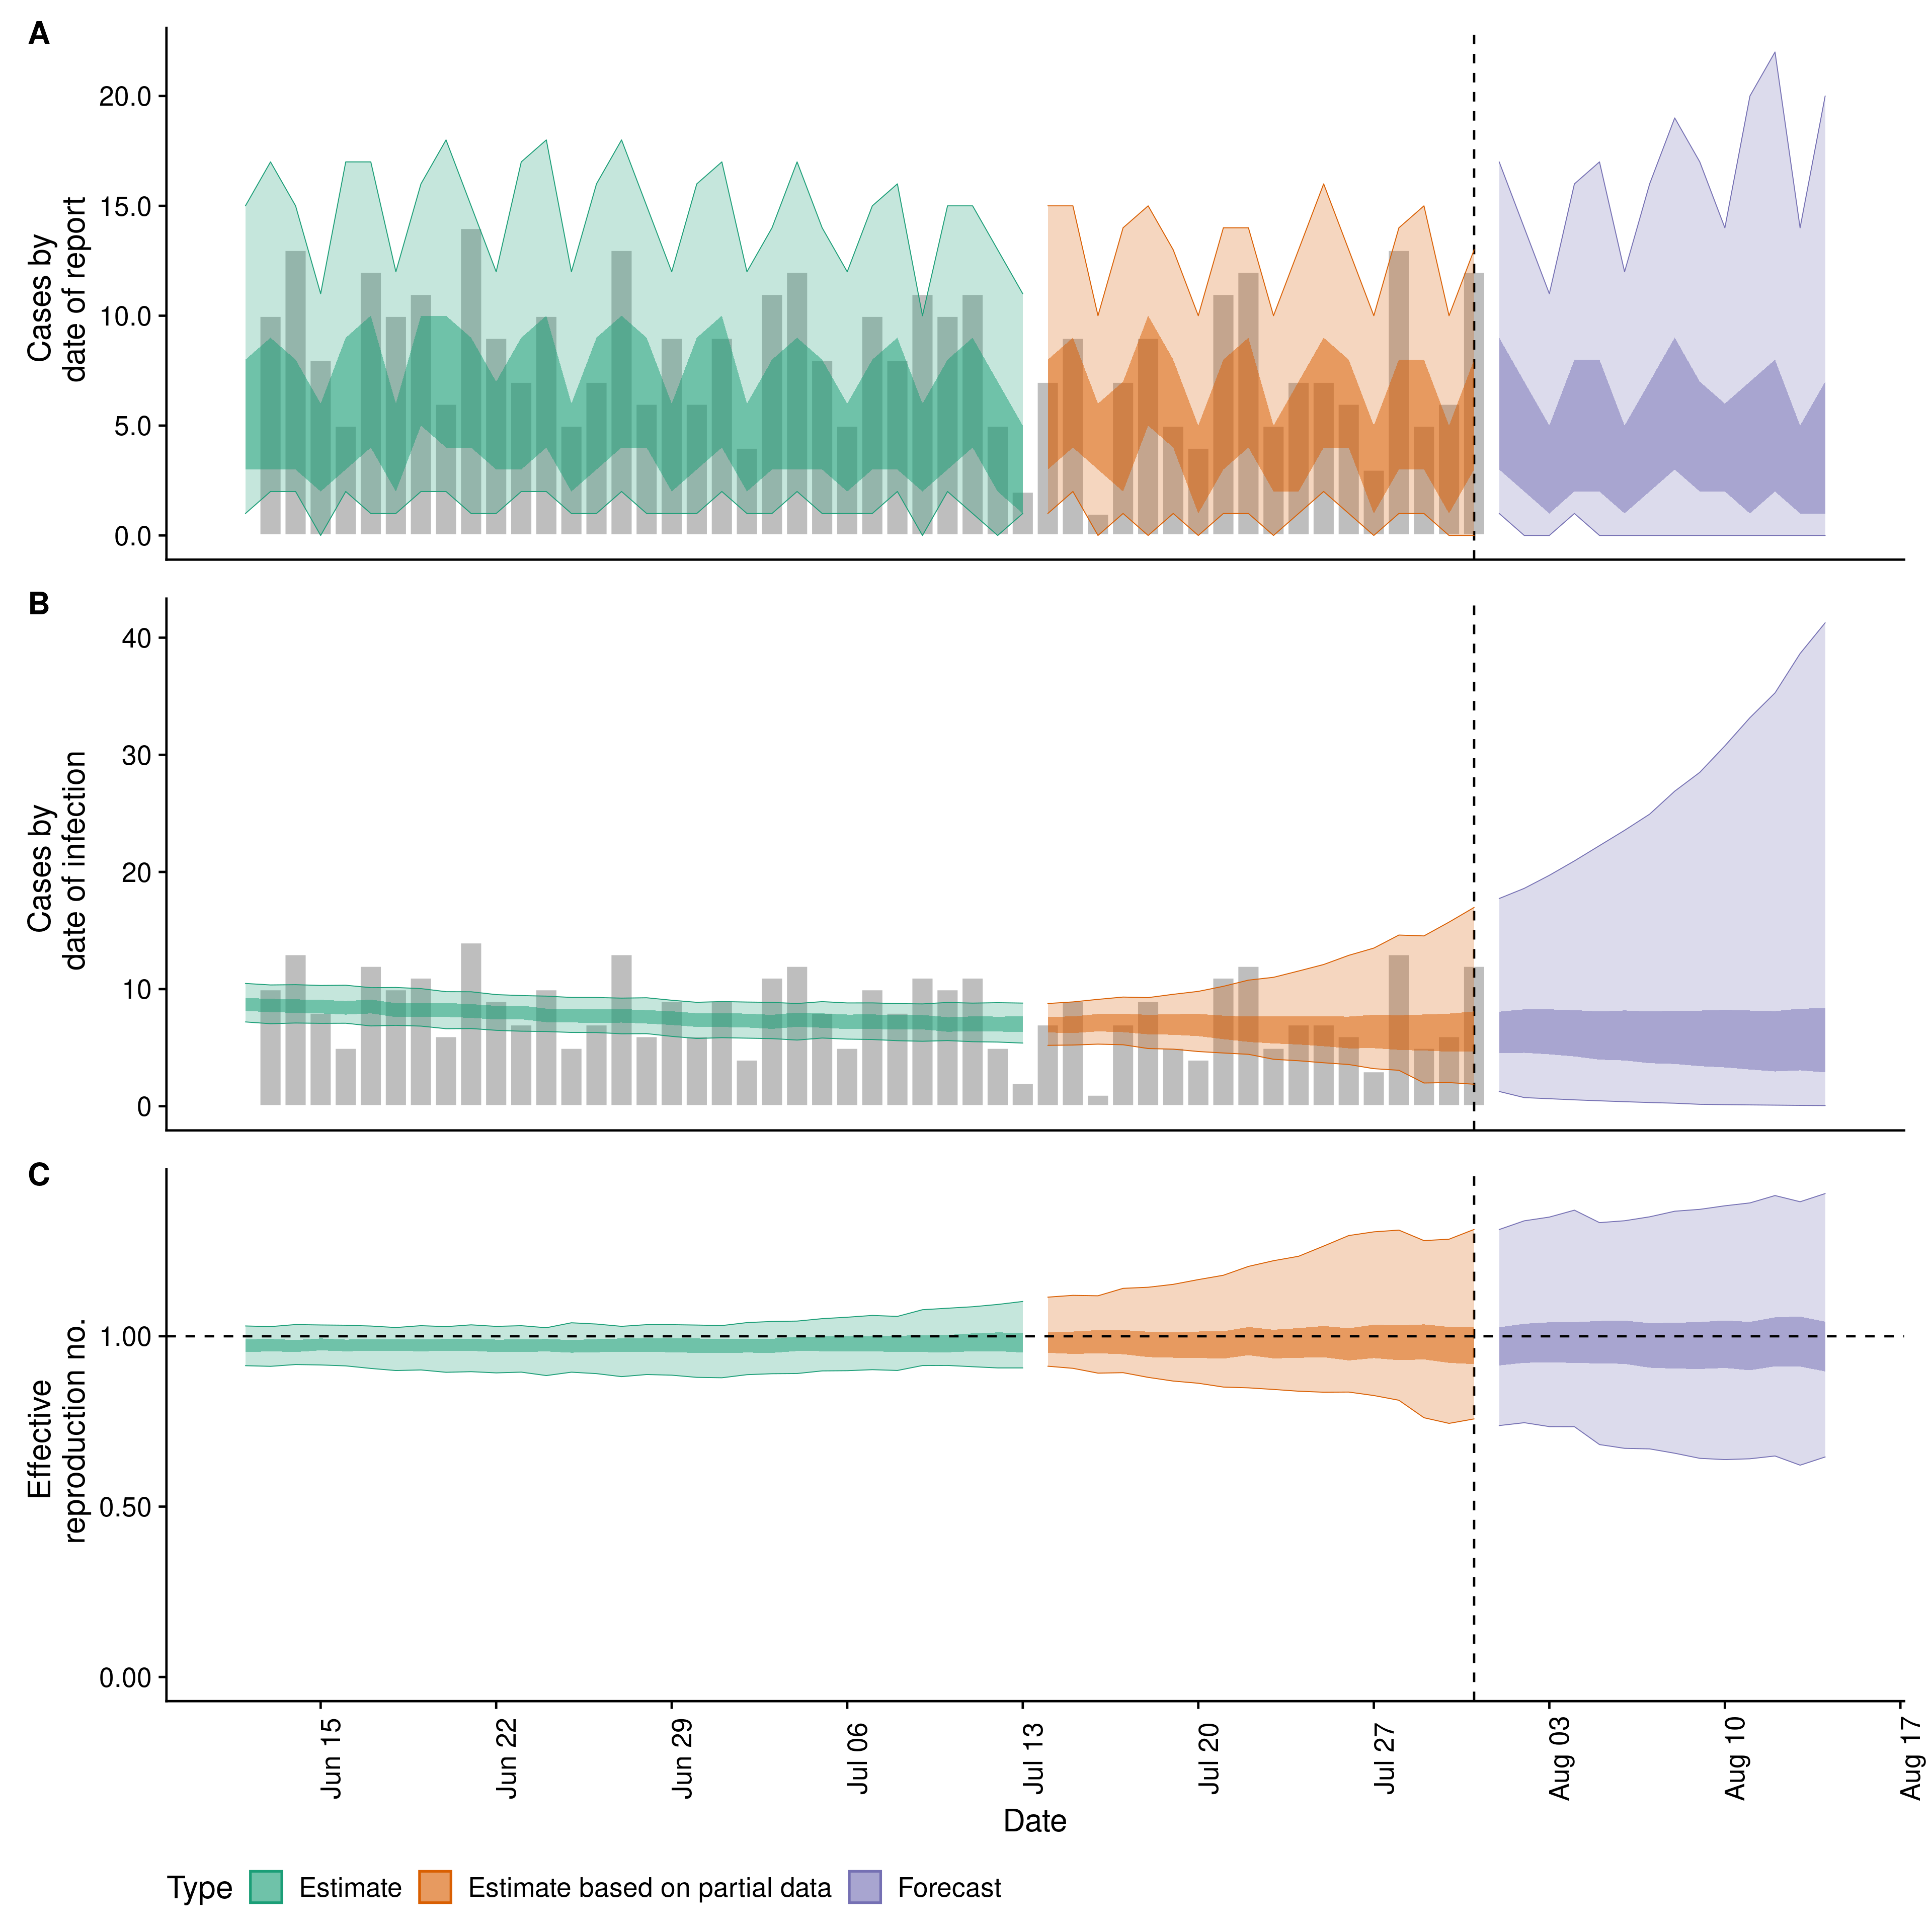 A
Cases by
date of report
20.0
15.0
10.0
5.0
0.0
B
Cases by
date of infection
40
30
20
10
0
C
Effective
reproduction no.
1.00
0.50
0.00
Jun 15
Jun 22
Jun 29
Jul 06
Jul 13
Jul 20
Jul 27
Aug 03
Aug 10
Aug 17
Date
Type Estimate Estimate based on partial data Forecast